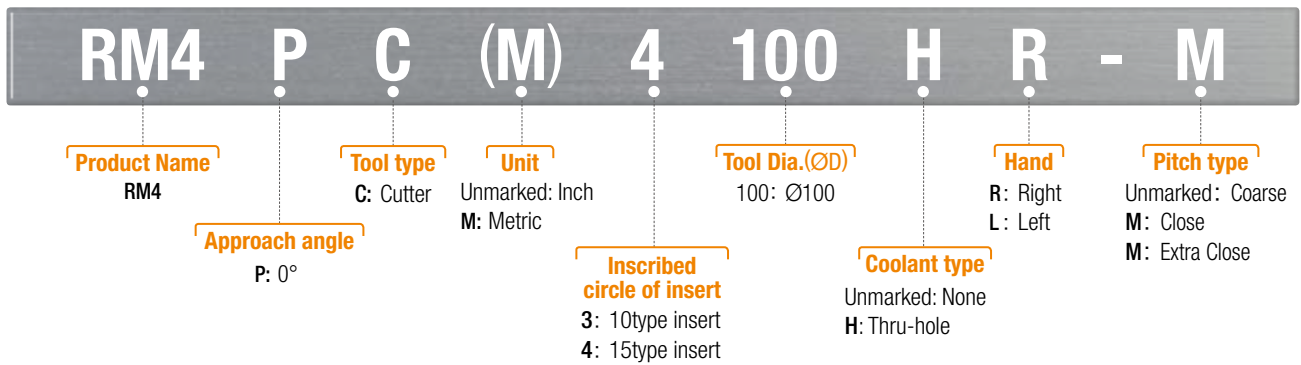 RM4 P C (M) 4 100 H R - M
Product Name
RM4
Approach angle
P: 0°
Tool type
C: Cutter
Unit
Unmarked: Inch
M: Metric
Inscribed
circle of insert
3: 10type insert
4: 15type insert
Tool Dia.(ØD)
100: Ø100
Coolant type
Unmarked: None
H: Thru-hole
Hand
R: Right
L: Left
Pitch type
Unmarked: Coarse
M: Close
M: Extra Close